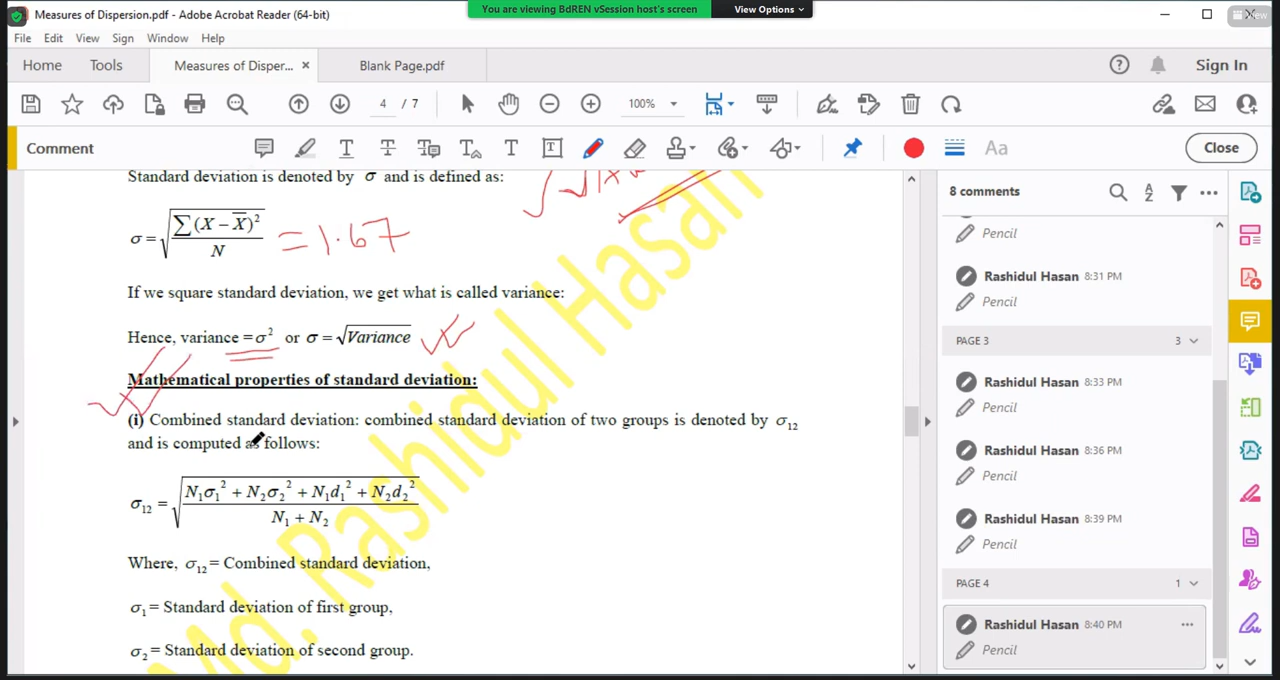 You are viewing BdREN vSession host's screen
View Options
Measures of Dispersion.pdf - Adobe Acrobat Reader (64-bit)
View
File Edit View Sign Window Help
Home Tools Measures of Disper... × Blank Page.pdf
Sign In
4 / 7
100%
Comment
Aa
Close
Standard deviation is denoted by σ and is defined as:
σ = √(∑(X − X̅)² / N) = 1.67
If we square standard deviation, we get what is called variance:
Hence, variance = σ² or σ = √Variance
Mathematical properties of standard deviation:
(i) Combined standard deviation: combined standard deviation of two groups is denoted by σ₁₂
and is computed as follows:
σ₁₂ = √((N₁σ₁² + N₂σ₂² + N₁d₁² + N₂d₂²) / (N₁ + N₂))
Where, σ₁₂ = Combined standard deviation,
σ₁ = Standard deviation of first group,
σ₂ = Standard deviation of second group.
Md. Rashidul Hasan
8 comments
Pencil
Rashidul Hasan 8:31 PM
Pencil
PAGE 3 3
Rashidul Hasan 8:33 PM
Pencil
Rashidul Hasan 8:36 PM
Pencil
Rashidul Hasan 8:39 PM
Pencil
PAGE 4 1
Rashidul Hasan 8:40 PM
Pencil